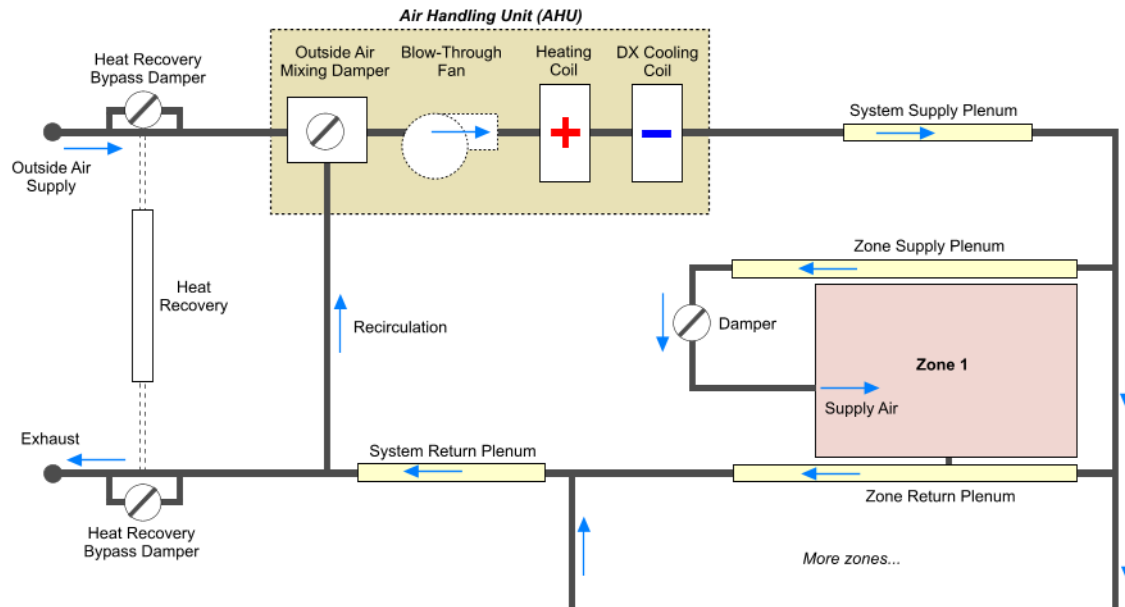 Air Handling Unit (AHU)
Heat Recovery
Bypass Damper
Outside Air
Mixing Damper
Blow-Through
Fan
Heating
Coil
DX Cooling
Coil
System Supply Plenum
Outside Air
Supply
Zone Supply Plenum
Heat
Recovery
Recirculation
Damper
Zone 1
Supply Air
Exhaust
System Return Plenum
Zone Return Plenum
Heat Recovery
Bypass Damper
More zones...